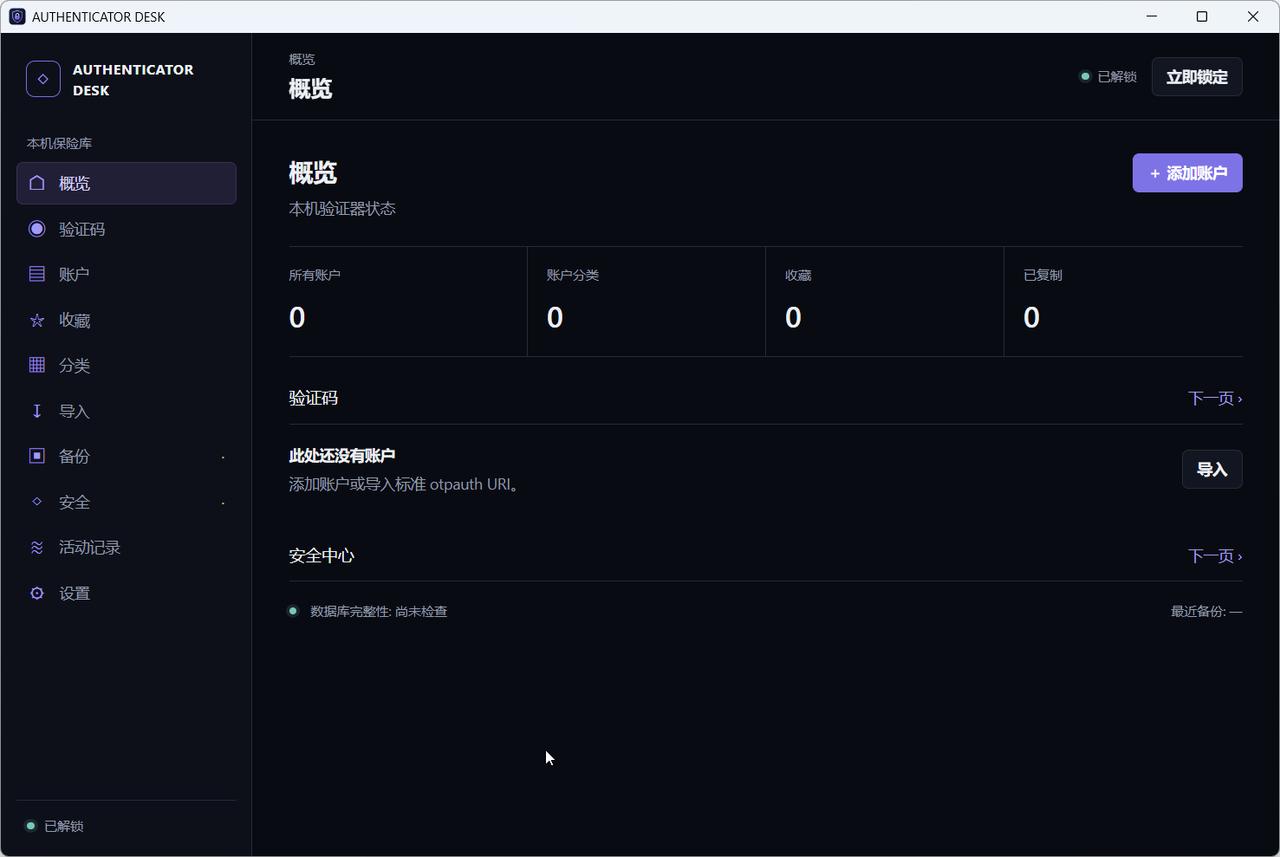 AUTHENTICATOR DESK
AUTHENTICATOR
DESK
本机保险库
概览
验证码
账户
收藏
分类
导入
备份
安全
活动记录
设置
已解锁
概览
概览
已解锁
立即锁定
概览
本机验证器状态
+ 添加账户
所有账户
0
账户分类
0
收藏
0
已复制
0
验证码
下一页 ›
此处还没有账户
添加账户或导入标准 otpauth URI。
导入
安全中心
下一页 ›
数据库完整性: 尚未检查
最近备份: —